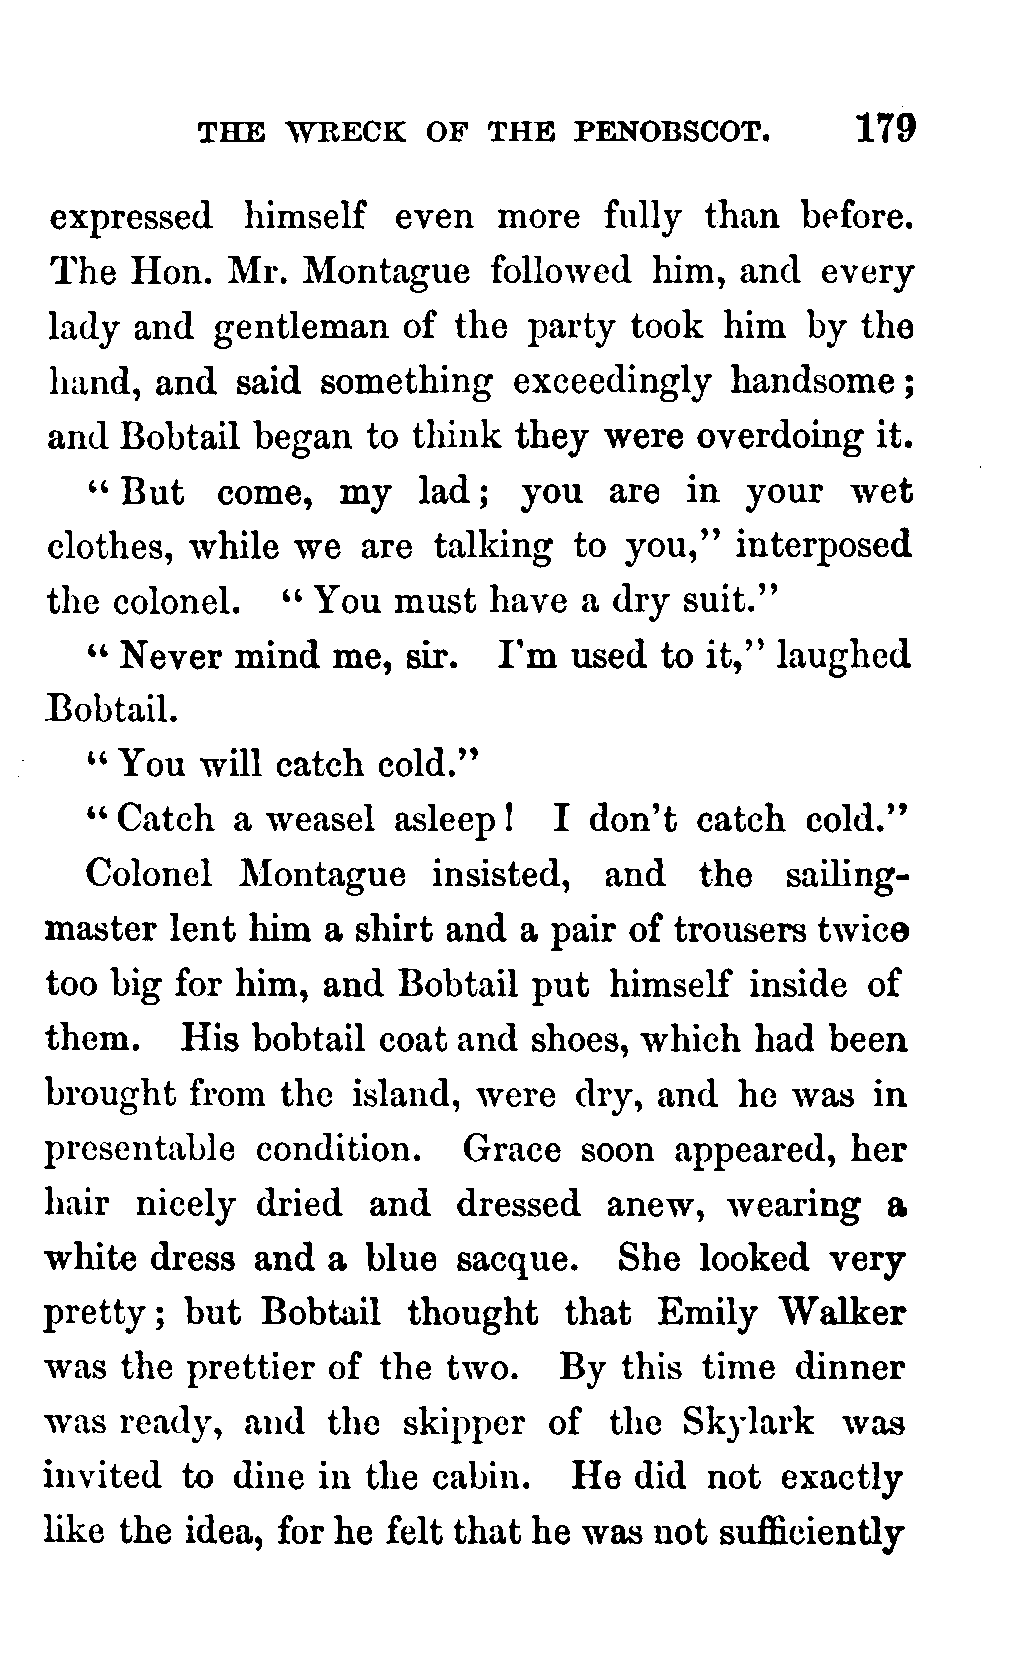 THE WRECK OF THE PENOBSCOT. 179
expressed himself even more fully than before.
The Hon. Mr. Montague followed him, and every
lady and gentleman of the party took him by the
hand, and said something exceedingly handsome;
and Bobtail began to think they were overdoing it.
"But come, my lad; you are in your wet
clothes, while we are talking to you," interposed
the colonel. "You must have a dry suit."
"Never mind me, sir. I'm used to it," laughed
Bobtail.
"You will catch cold."
"Catch a weasel asleep! I don't catch cold."
Colonel Montague insisted, and the sailing-
master lent him a shirt and a pair of trousers twice
too big for him, and Bobtail put himself inside of
them. His bobtail coat and shoes, which had been
brought from the island, were dry, and he was in
presentable condition. Grace soon appeared, her
hair nicely dried and dressed anew, wearing a
white dress and a blue sacque. She looked very
pretty; but Bobtail thought that Emily Walker
was the prettier of the two. By this time dinner
was ready, and the skipper of the Skylark was
invited to dine in the cabin. He did not exactly
like the idea, for he felt that he was not sufficiently